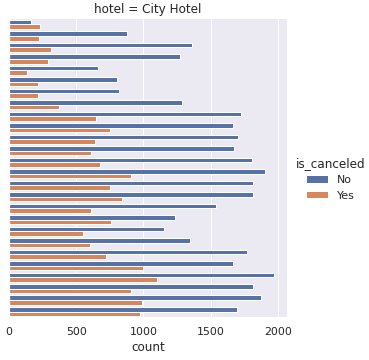 hotel = City Hotel
is_canceled
No
Yes
0 500 1000 1500 2000
count